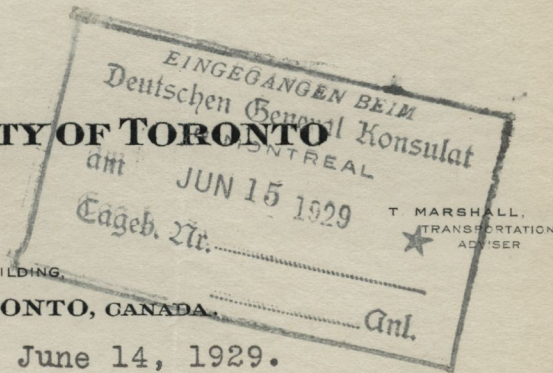 EINGEGANGEN BEIM
Deutschen General Konsulat
MONTREAL
TY OF TORONTO
am JUN 15 1929
Tageb. Nr.
T MARSHALL,
TRANSPORTATION
ADVISER
ILDING,
ONTO, CANADA.
Anl.
June 14, 1929.